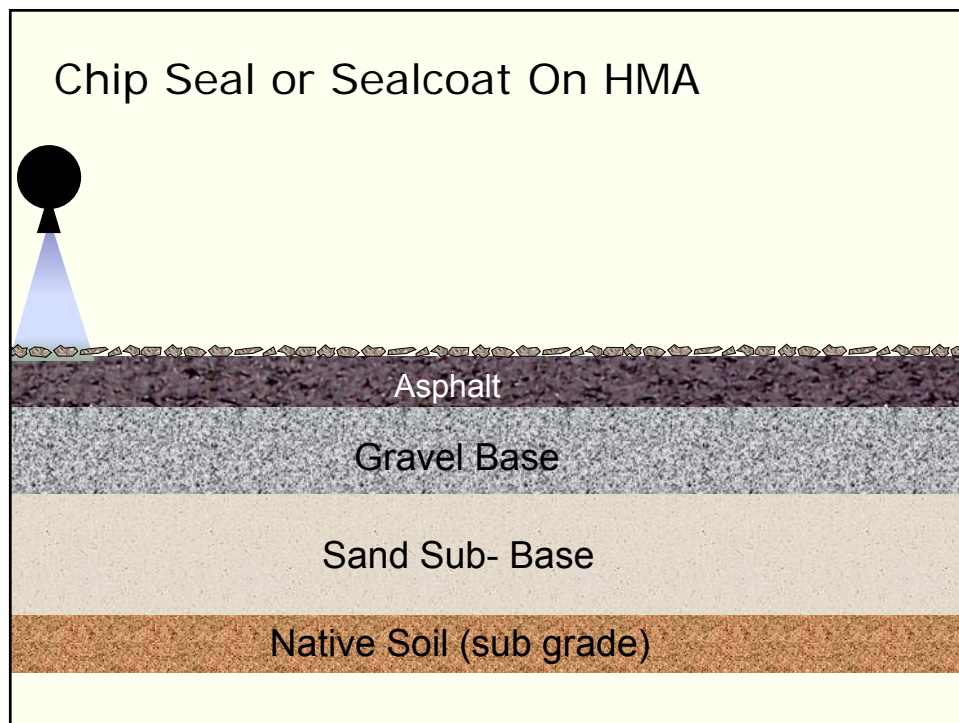 Chip Seal or Sealcoat On HMA
Asphalt
Gravel Base
Sand Sub- Base
Native Soil (sub grade)